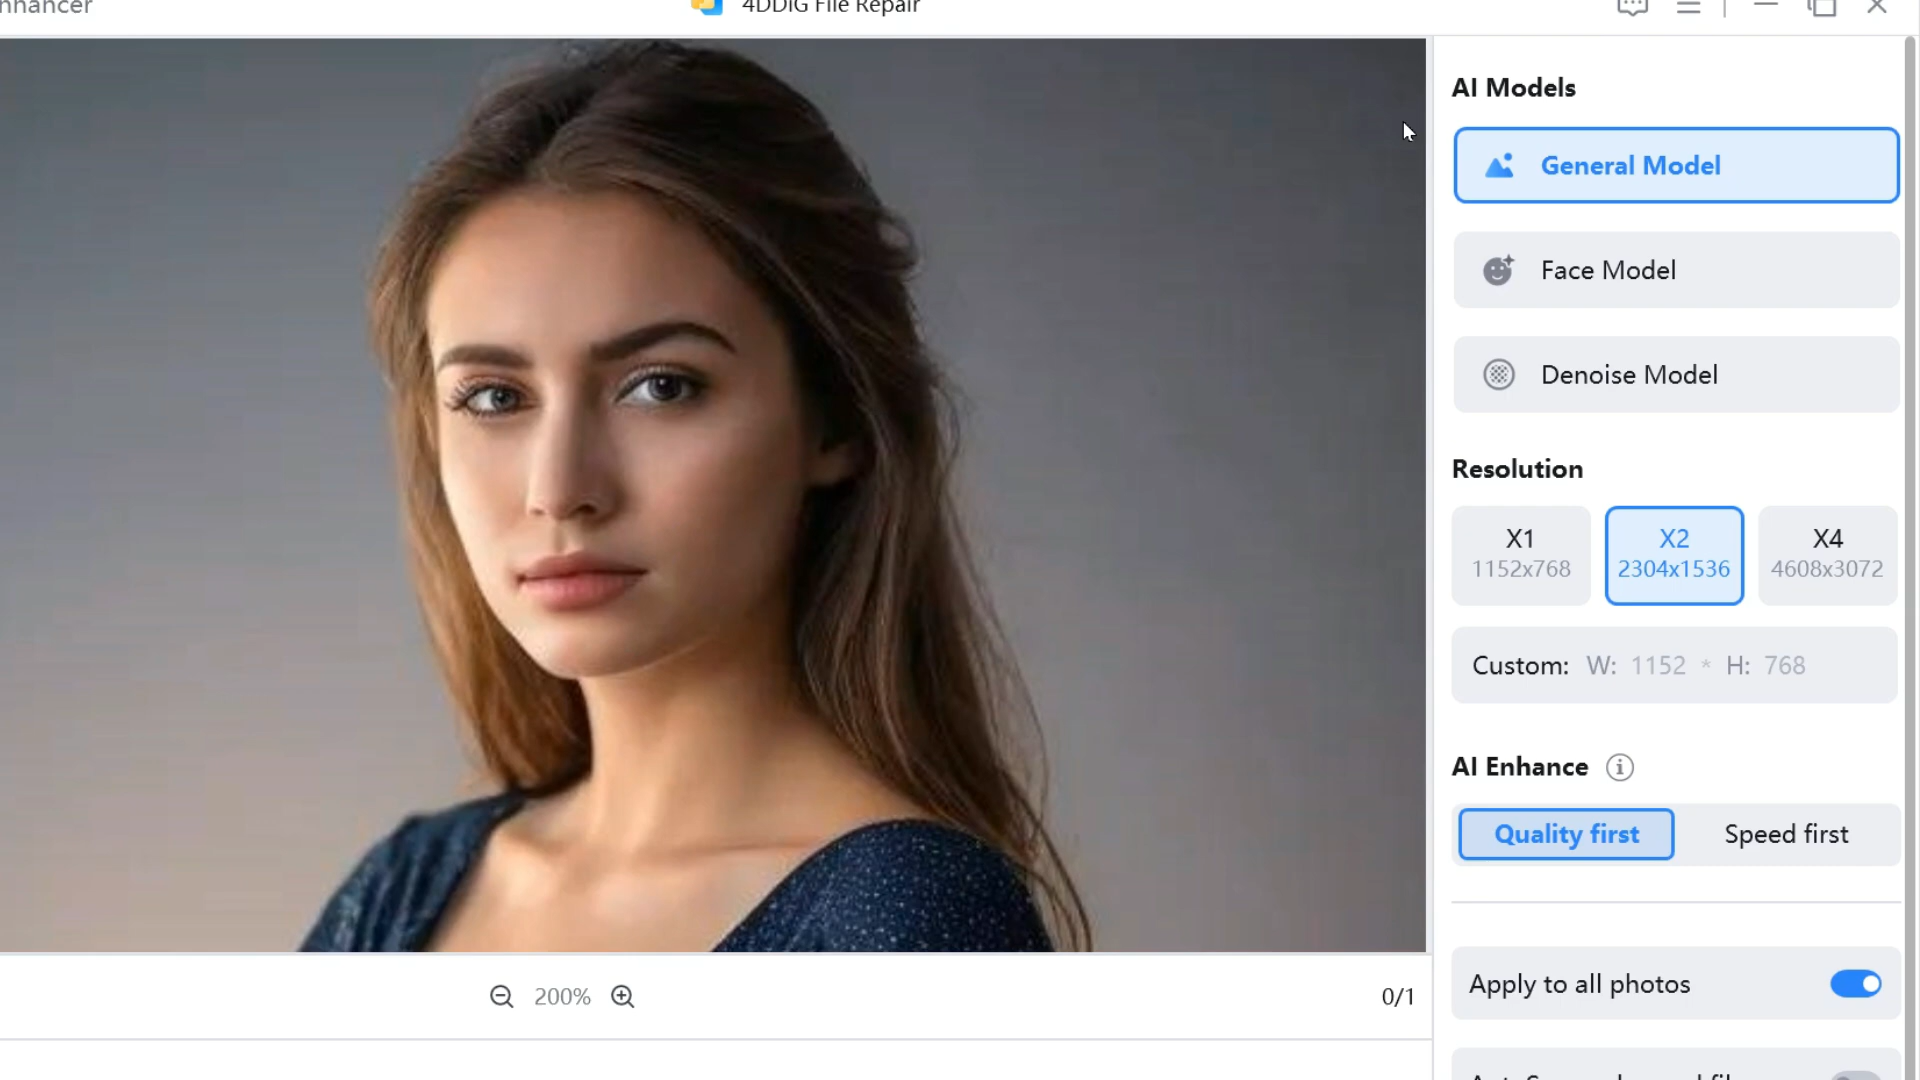 4DDiG File Repair
AI Models
General Model
Face Model
Denoise Model
Resolution
X1
1152x768
X2
2304x1536
X4
4608x3072
Custom: W: 1152 * H: 768
AI Enhance
Quality first
Speed first
200%
0/1
Apply to all photos